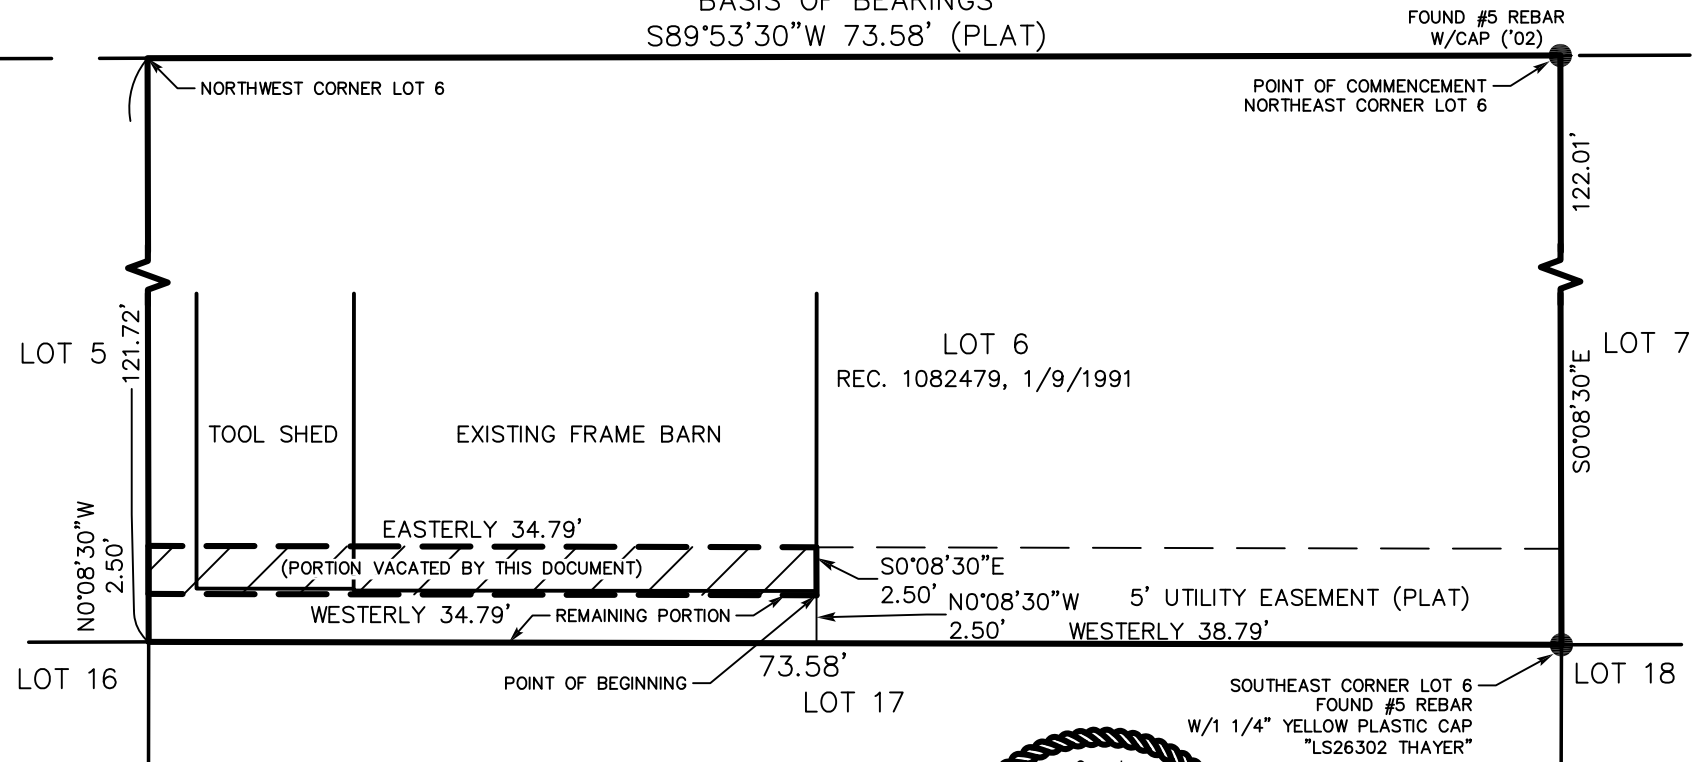 BASIS OF BEARINGS
S89°53'30"W 73.58' (PLAT)
FOUND #5 REBAR
W/CAP ('02)
NORTHWEST CORNER LOT 6
POINT OF COMMENCEMENT
NORTHEAST CORNER LOT 6
122.01'
S0°08'30"E
LOT 5
121.72'
LOT 6
REC. 1082479, 1/9/1991
LOT 7
TOOL SHED
EXISTING FRAME BARN
N0°08'30"W
2.50'
EASTERLY 34.79'
(PORTION VACATED BY THIS DOCUMENT)
WESTERLY 34.79'
REMAINING PORTION
S0°08'30"E
2.50'
N0°08'30"W
2.50'
5' UTILITY EASEMENT (PLAT)
WESTERLY 38.79'
LOT 16
POINT OF BEGINNING
73.58'
LOT 17
LOT 18
SOUTHEAST CORNER LOT 6
FOUND #5 REBAR
W/1 1/4" YELLOW PLASTIC CAP
"LS26302 THAYER"